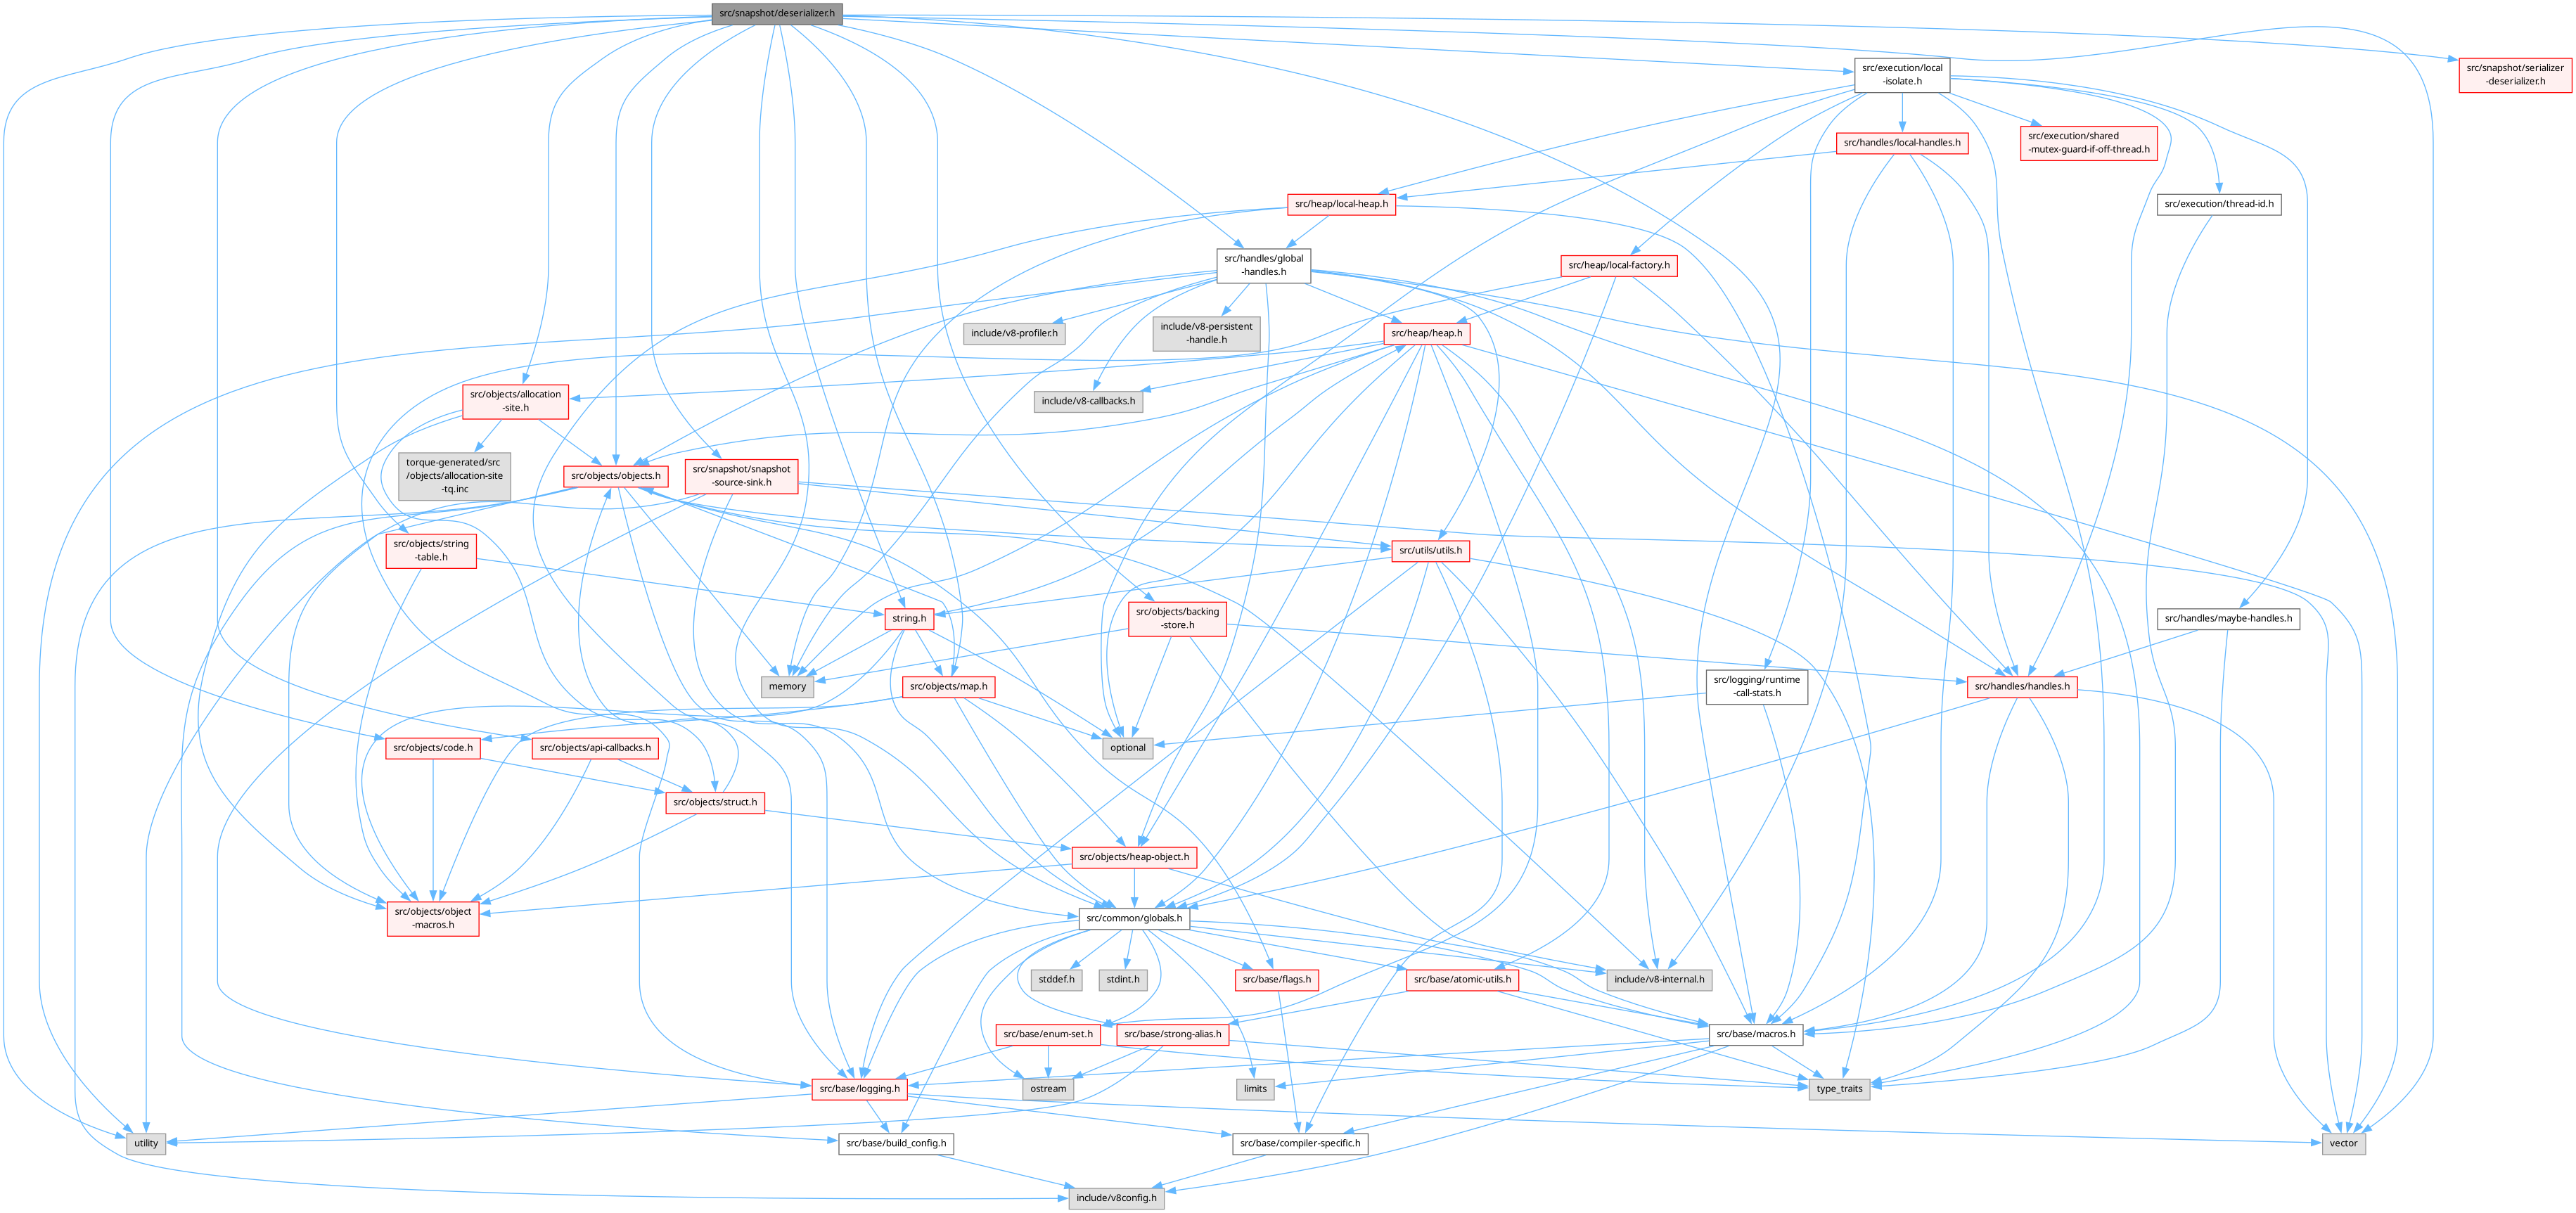 src/snapshot/deserializer.h
src/execution/local
-isolate.h
src/snapshot/serializer
-deserializer.h
src/handles/local-handles.h
src/execution/shared
-mutex-guard-if-off-thread.h
src/heap/local-heap.h
src/execution/thread-id.h
src/handles/global
-handles.h
src/heap/local-factory.h
include/v8-profiler.h
include/v8-persistent
-handle.h
src/heap/heap.h
src/objects/allocation
-site.h
include/v8-callbacks.h
torque-generated/src
/objects/allocation-site
-tq.inc
src/objects/objects.h
src/snapshot/snapshot
-source-sink.h
src/objects/string
-table.h
src/utils/utils.h
string.h
src/objects/backing
-store.h
src/handles/maybe-handles.h
memory
src/objects/map.h
src/logging/runtime
-call-stats.h
src/handles/handles.h
src/objects/code.h
src/objects/api-callbacks.h
optional
src/objects/struct.h
src/objects/heap-object.h
src/objects/object
-macros.h
src/common/globals.h
stddef.h
stdint.h
src/base/flags.h
src/base/atomic-utils.h
include/v8-internal.h
src/base/enum-set.h
src/base/strong-alias.h
src/base/macros.h
src/base/logging.h
ostream
limits
type_traits
utility
src/base/build_config.h
src/base/compiler-specific.h
vector
include/v8config.h